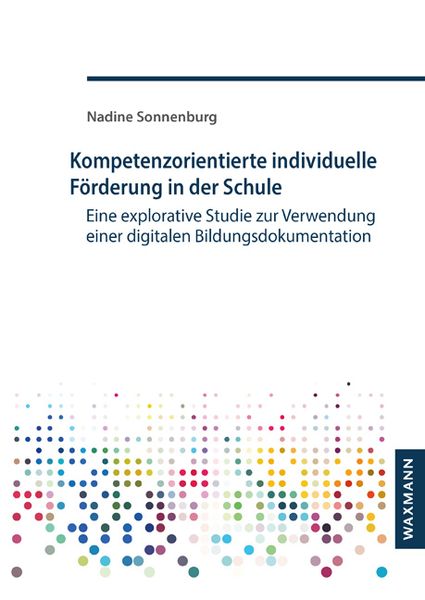 Nadine Sonnenburg
Kompetenzorientierte individuelle
Förderung in der Schule
Eine explorative Studie zur Verwendung
einer digitalen Bildungsdokumentation
WAXMANN